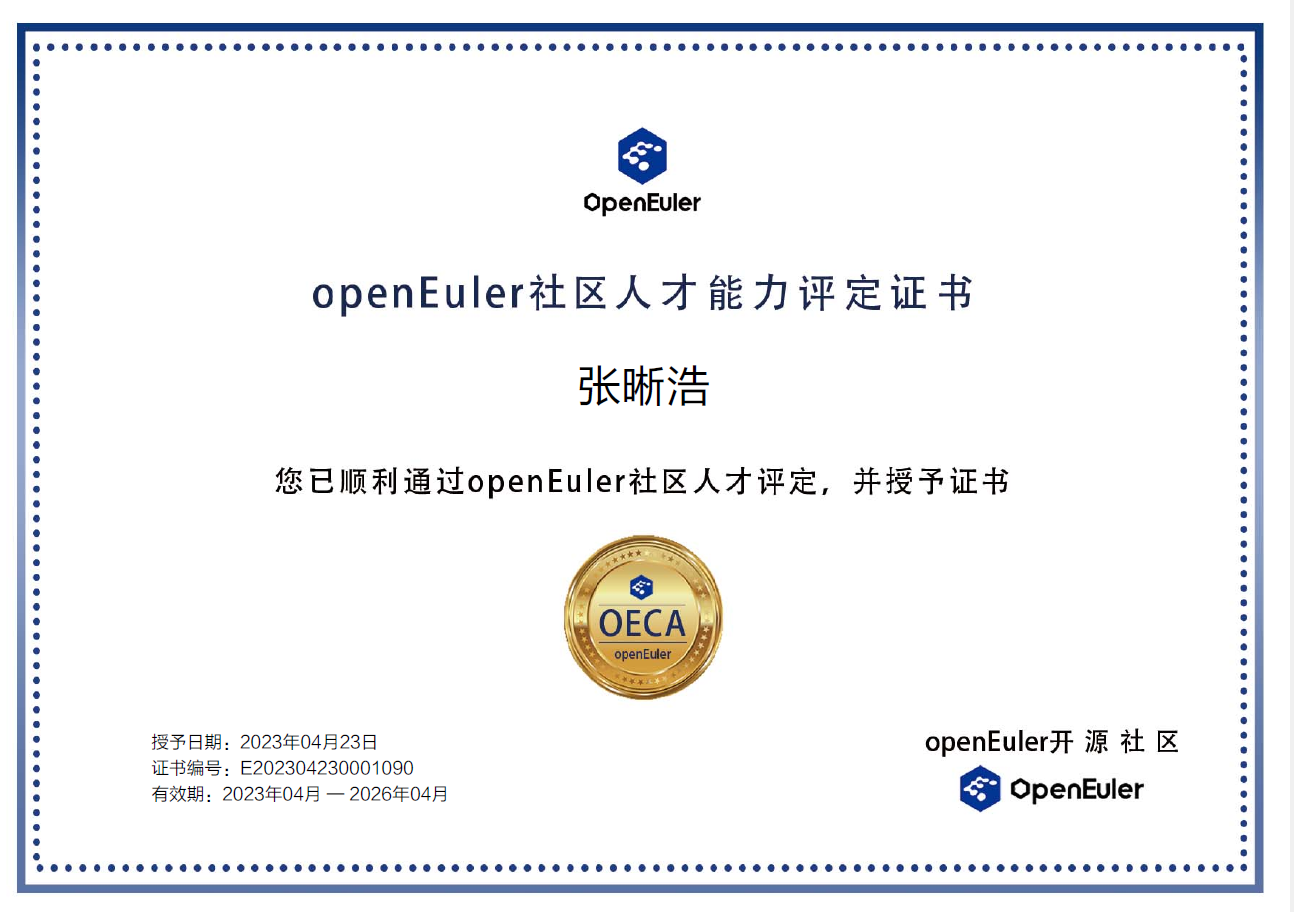 OpenEuler
openEuler社区人才能力评定证书
张晰浩
您已顺利通过openEuler社区人才评定，并授予证书
OECA
openEuler
授予日期：2023年04月23日
证书编号：E202304230001090
有效期：2023年04月 — 2026年04月
openEuler开源社区
OpenEuler